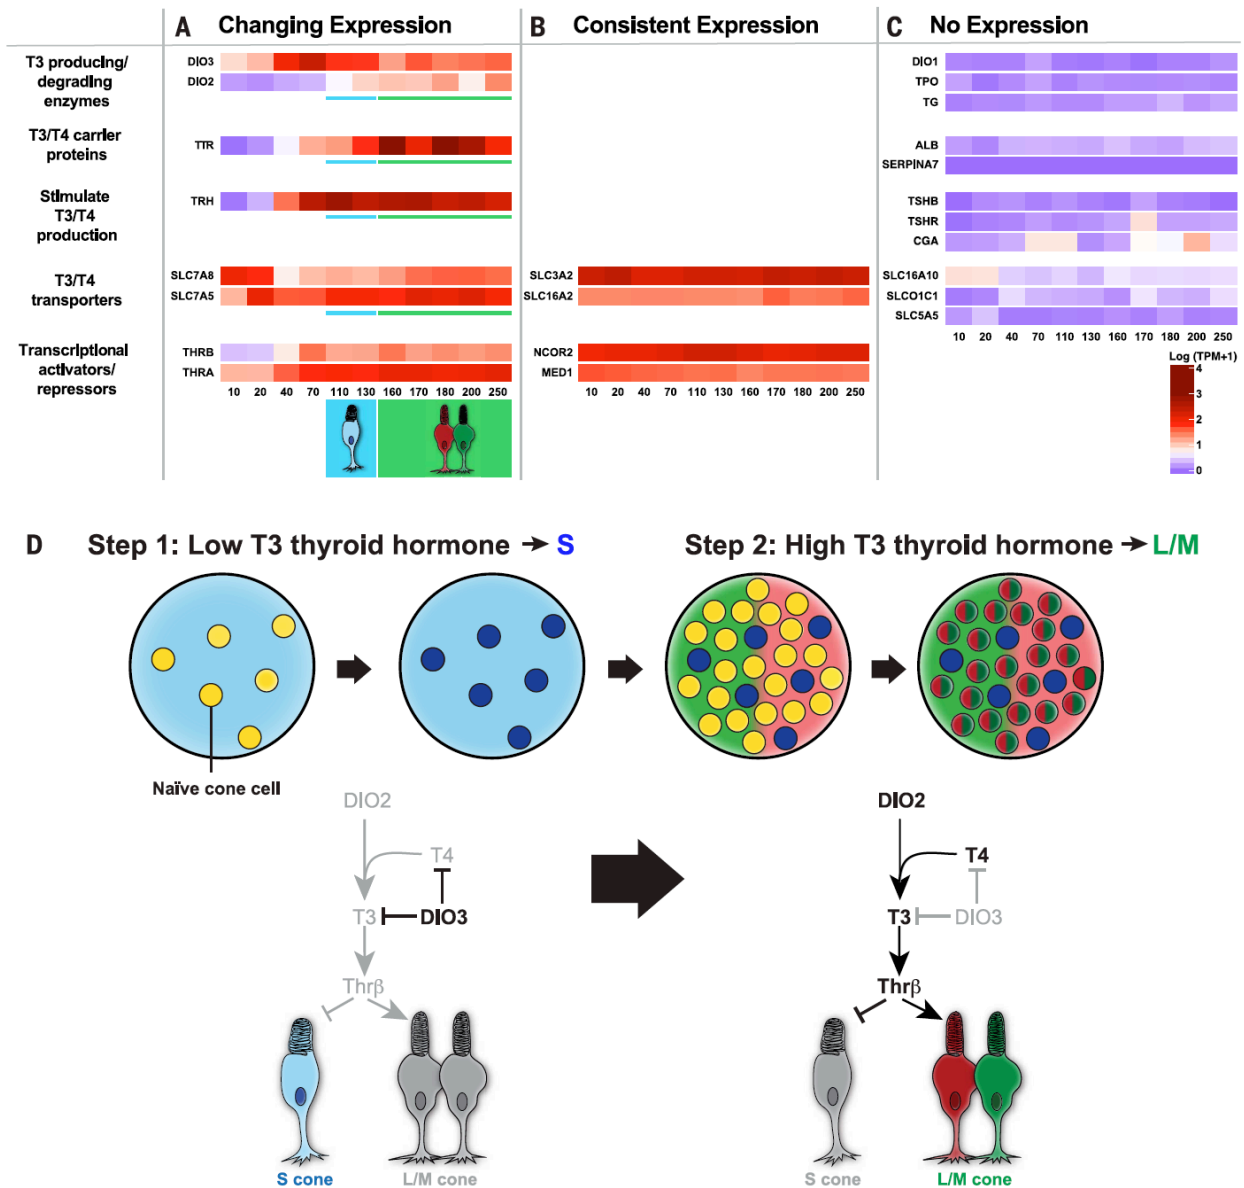 A Changing Expression
B Consistent Expression
C No Expression
T3 producing/
degrading
enzymes
DIO3
DIO2
DIO1
TPO
TG
T3/T4 carrier
proteins
TTR
ALB
SERPINA7
Stimulate
T3/T4
production
TRH
TSHB
TSHR
CGA
T3/T4
transporters
SLC7A8
SLC7A5
SLC3A2
SLC16A2
SLC16A10
SLCO1C1
SLC5A5
10 20 40 70 110 130 160 170 180 200 250
Transcriptional
activators/
repressors
THRB
THRA
NCOR2
MED1
10 20 40 70 110 130 160 170 180 200 250
10 20 40 70 110 130 160 170 180 200 250
Log (TPM+1)
4
3
2
1
0
D Step 1: Low T3 thyroid hormone → S
Step 2: High T3 thyroid hormone → L/M
Naïve cone cell
DIO2
T4
T3
DIO3
Thrβ
S cone
L/M cone
DIO2
T4
T3
DIO3
Thrβ
S cone
L/M cone